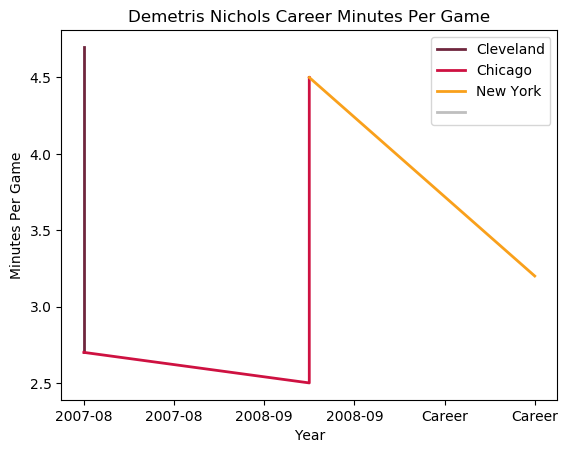 Demetris Nichols Career Minutes Per Game
Cleveland
Chicago
New York
4.5
4.0
3.5
3.0
2.5
Minutes Per Game
2007-08 2007-08 2008-09 2008-09 Career Career
Year